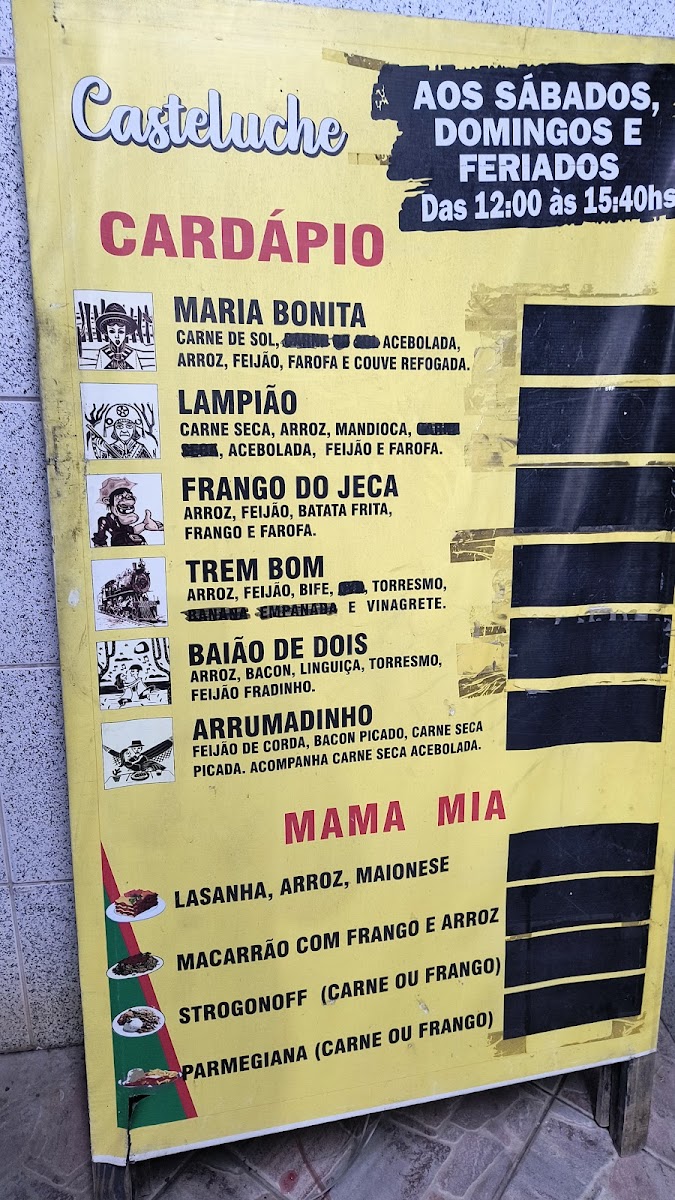 Casteluche
AOS SÁBADOS,
DOMINGOS E
FERIADOS
Das 12:00 às 15:40hs
CARDÁPIO
MARIA BONITA
CARNE DE SOL, ACEBOLADA,
ARROZ, FEIJÃO, FAROFA E COUVE REFOGADA.
LAMPIÃO
CARNE SECA, ARROZ, MANDIOCA,
, ACEBOLADA, FEIJÃO E FAROFA.
FRANGO DO JECA
ARROZ, FEIJÃO, BATATA FRITA,
FRANGO E FAROFA.
TREM BOM
ARROZ, FEIJÃO, BIFE, , TORRESMO,
BANANA EMPANADA E VINAGRETE.
BAIÃO DE DOIS
ARROZ, BACON, LINGUIÇA, TORRESMO,
FEIJÃO FRADINHO.
ARRUMADINHO
FEIJÃO DE CORDA, BACON PICADO, CARNE SECA
PICADA. ACOMPANHA CARNE SECA ACEBOLADA.
MAMA MIA
LASANHA, ARROZ, MAIONESE
MACARRÃO COM FRANGO E ARROZ
STROGONOFF (CARNE OU FRANGO)
PARMEGIANA (CARNE OU FRANGO)